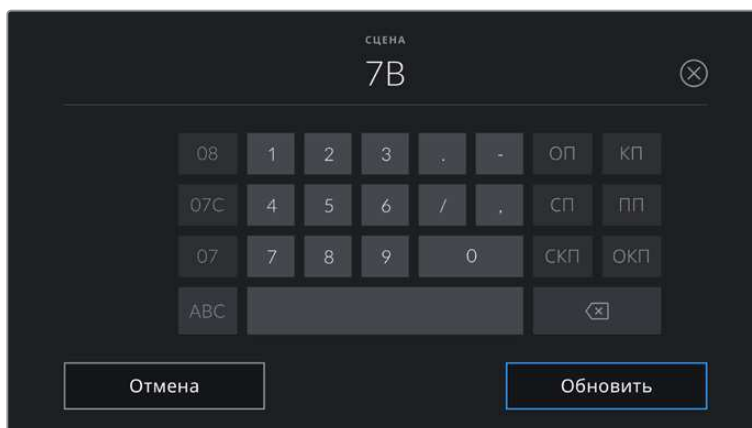 СЦЕНА
7B
08 1 2 3 . - ОП КП
07C 4 5 6 / , СП ПП
07 7 8 9 0 СКП ОКП
ABC
Отмена Обновить